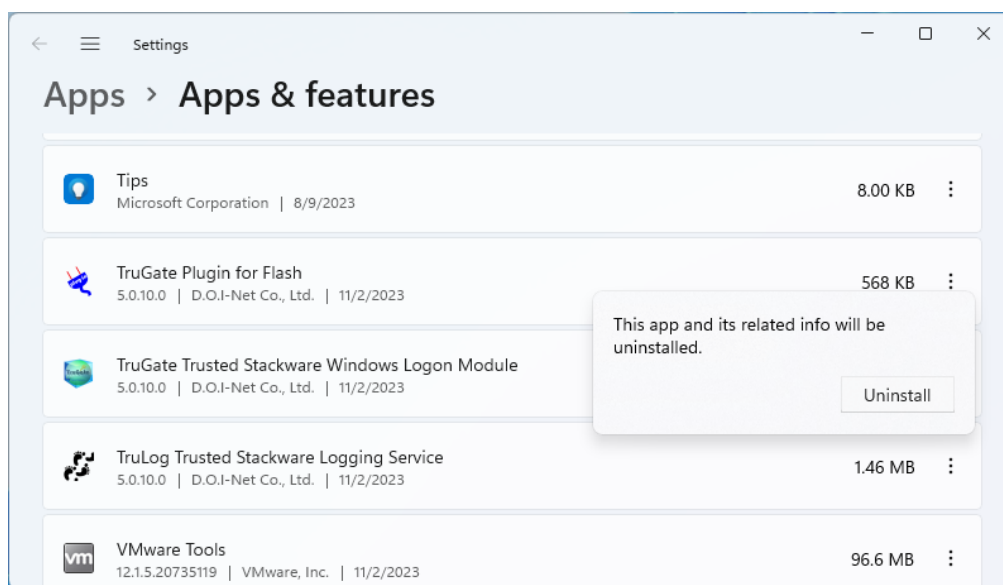 Settings
Apps > Apps & features
Tips
Microsoft Corporation | 8/9/2023
8.00 KB
TruGate Plugin for Flash
5.0.10.0 | D.O.I-Net Co., Ltd. | 11/2/2023
568 KB
This app and its related info will be
uninstalled.
Uninstall
TruGate Trusted Stackware Windows Logon Module
5.0.10.0 | D.O.I-Net Co., Ltd. | 11/2/2023
TruLog Trusted Stackware Logging Service
5.0.10.0 | D.O.I-Net Co., Ltd. | 11/2/2023
1.46 MB
vm
VMware Tools
12.1.5.20735119 | VMware, Inc. | 11/2/2023
96.6 MB